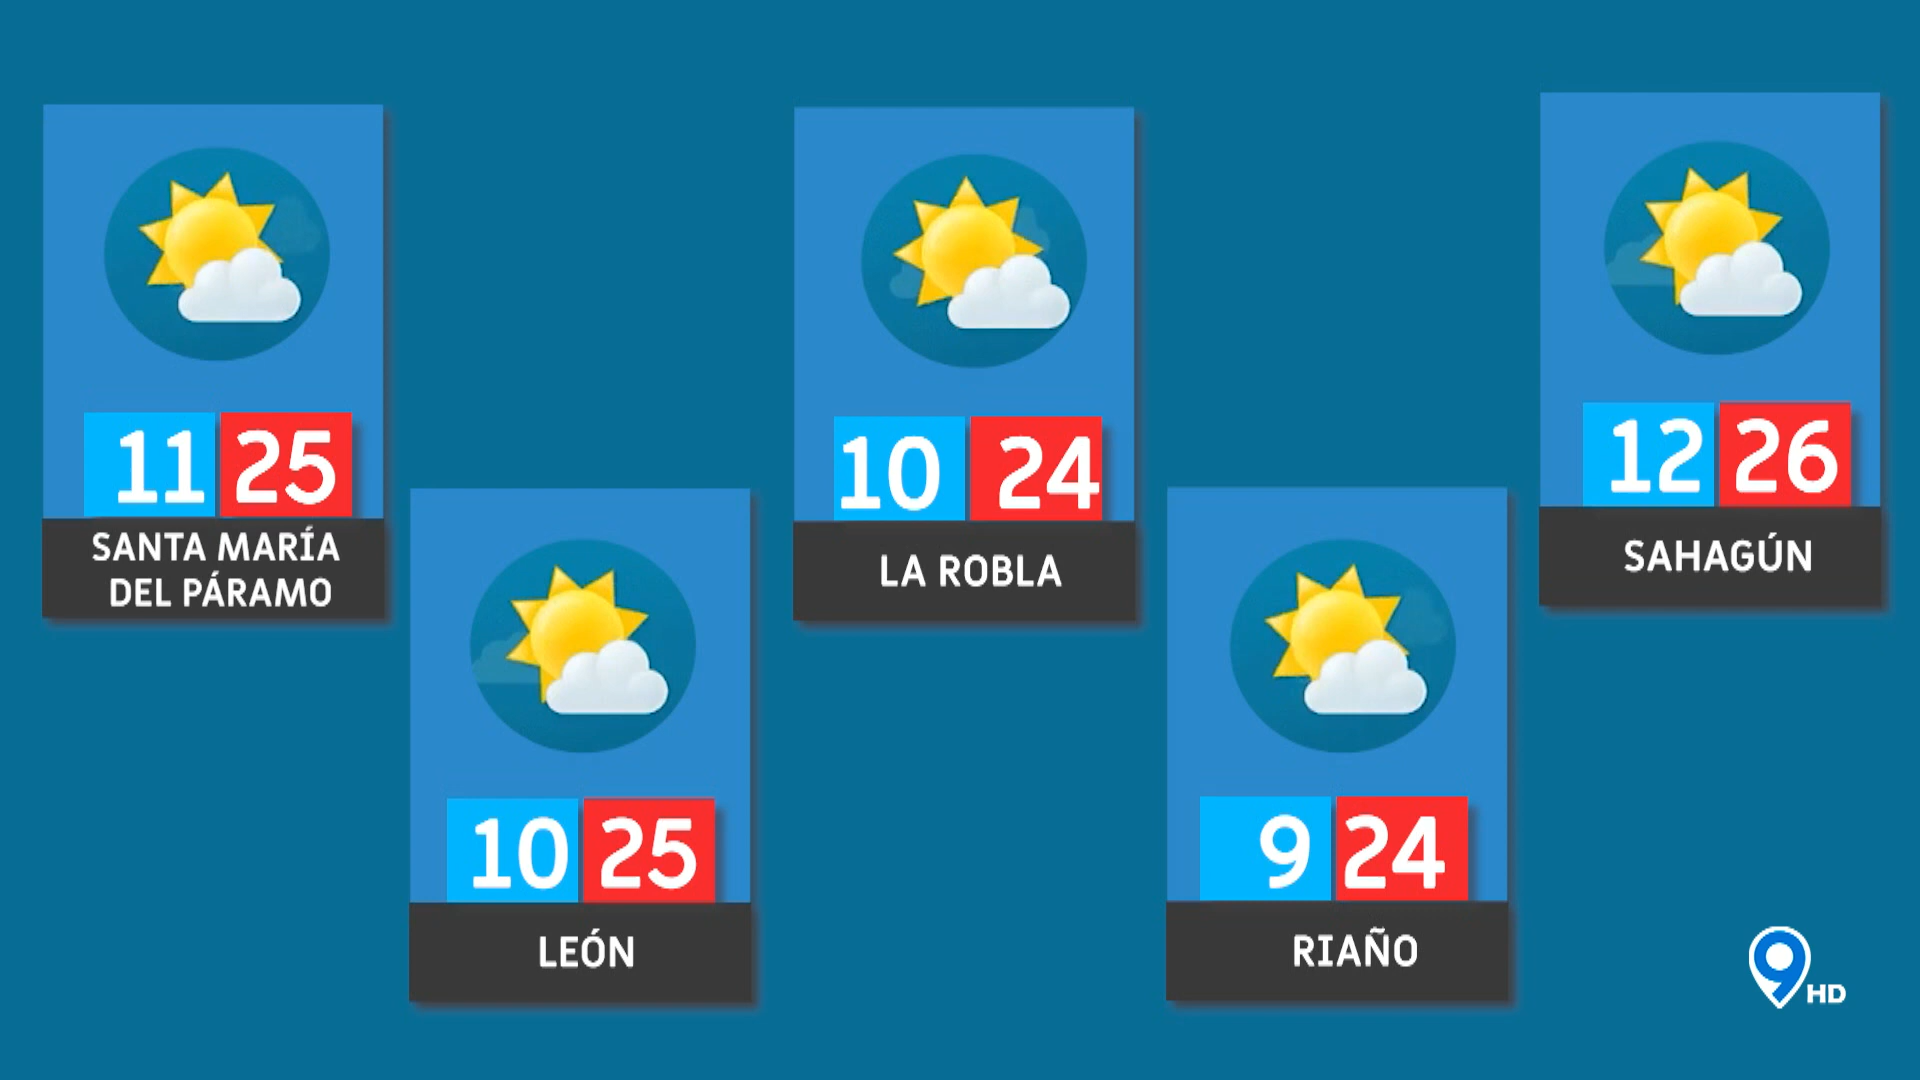 11 25
SANTA MARÍA
DEL PÁRAMO
10 25
LEÓN
10 24
LA ROBLA
9 24
RIAÑO
12 26
SAHAGÚN
9 HD